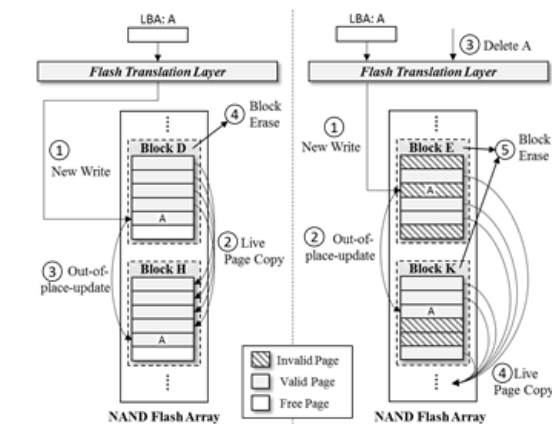 LBA: A
Flash Translation Layer
④ Block
Erase
①
New Write
Block D
A
② Live
Page Copy
③ Out-of-
place-update
Block H
A
NAND Flash Array
LBA: A
③ Delete A
Flash Translation Layer
①
New Write
Block E
⑤ Block
Erase
A
② Out-of-
place-update
Block K
A
④ Live
Page Copy
NAND Flash Array
Invalid Page
Valid Page
Free Page